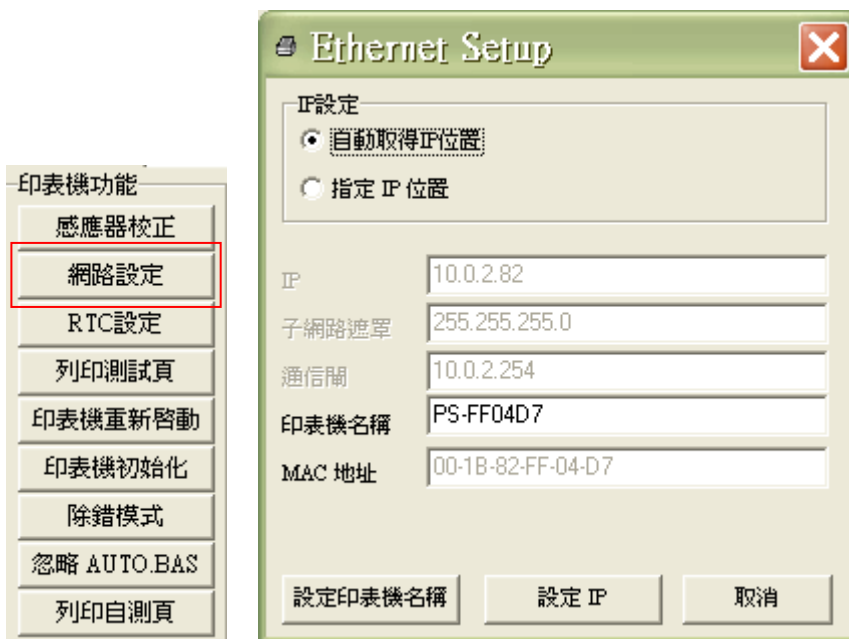 印表機功能
感應器校正
網路設定
RTC設定
列印測試頁
印表機重新啓動
印表機初始化
除錯模式
忽略 AUTO.BAS
列印自測頁
Ethernet Setup
IP設定
自動取得IP位置
指定 IP 位置
IP 10.0.2.82
子網路遮罩 255.255.255.0
通信閘 10.0.2.254
印表機名稱 PS-FF04D7
MAC 地址 00-1B-82-FF-04-D7
設定印表機名稱 設定 IP 取消